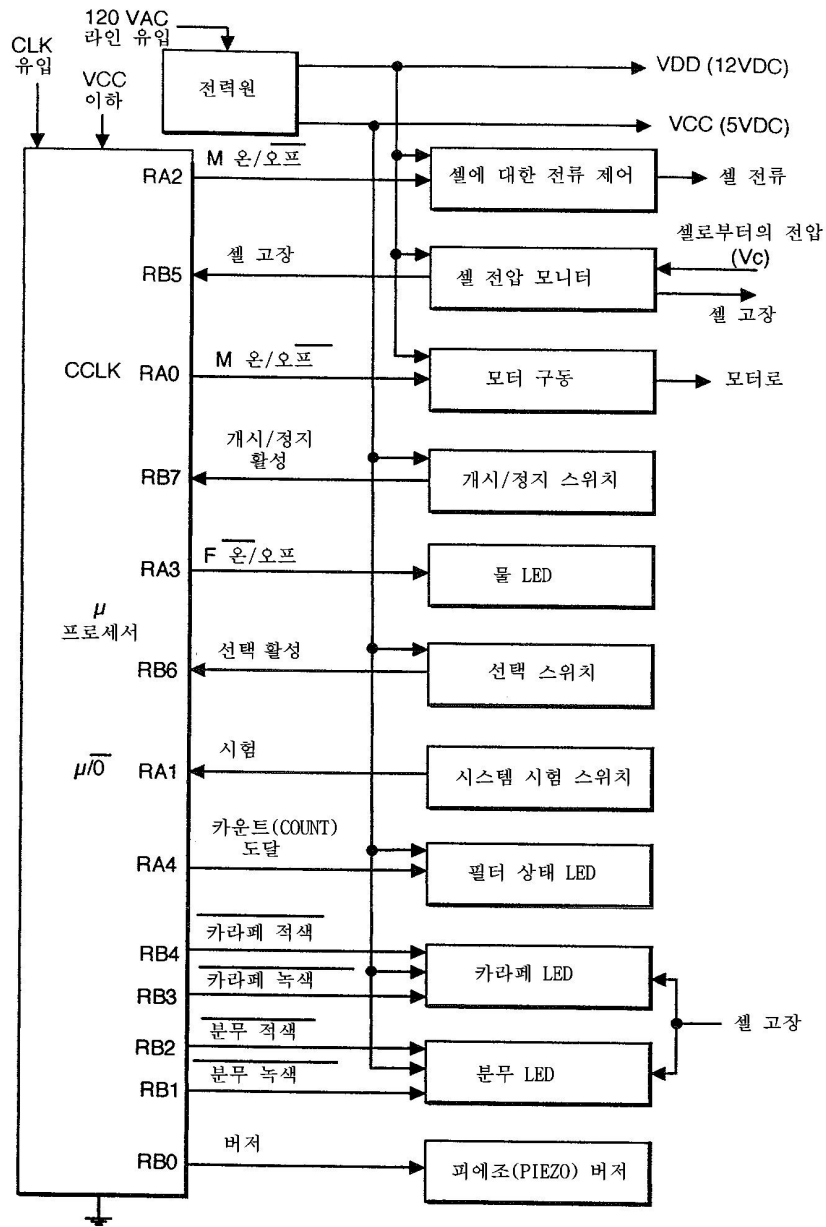 120 VAC
라인 유입
CLK
유입
VCC
이하
전력원
VDD (12VDC)
VCC (5VDC)
M 온/오프
RA2
셀에 대한 전류 제어
셀 전류
셀로부터의 전압
(Vc)
셀 고장
RB5
셀 전압 모니터
셀 고장
M 온/오프
CCLK RA0
모터 구동
모터로
개시/정지
활성
RB7
개시/정지 스위치
F 온/오프
RA3
물 LED
μ
프로세서
선택 활성
RB6
선택 스위치
시험
μ/0 RA1
시스템 시험 스위치
카운트(COUNT)
도달
RA4
필터 상태 LED
카라페 적색
RB4
카라페 LED
카라페 녹색
RB3
셀 고장
분무 적색
RB2
분무 LED
분무 녹색
RB1
버저
RB0
피에조(PIEZO) 버저